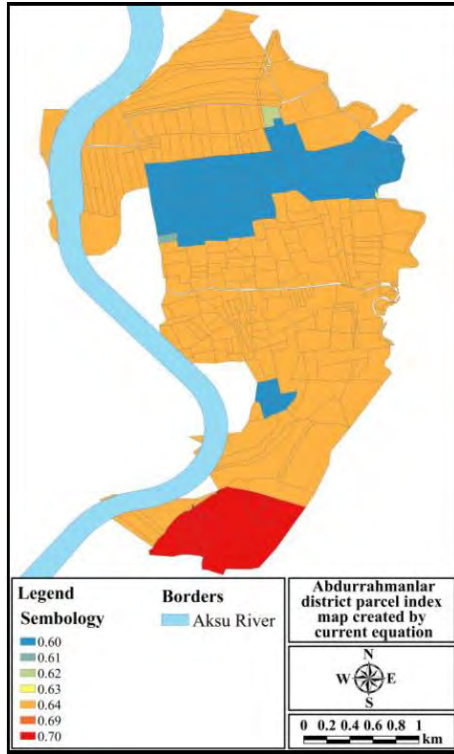 Legend
Sembology
0.60
0.61
0.62
0.63
0.64
0.69
0.70
Borders
Aksu River
Abdurrahmanlar
district parcel index
map created by
current equation
N
W E
S
0 0.2 0.4 0.6 0.8 1
km